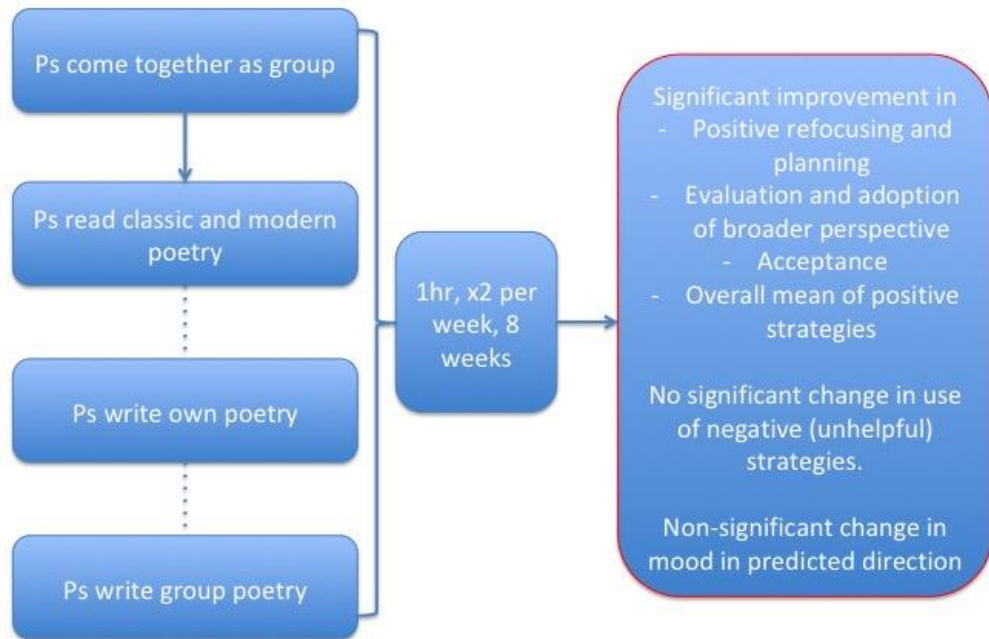 Ps come together as group
Ps read classic and modern
poetry
Ps write own poetry
Ps write group poetry
1hr, x2 per
week, 8
weeks
Significant improvement in
- Positive refocusing and
planning
- Evaluation and adoption
of broader perspective
- Acceptance
- Overall mean of positive
strategies
No significant change in use
of negative (unhelpful)
strategies.
Non-significant change in
mood in predicted direction